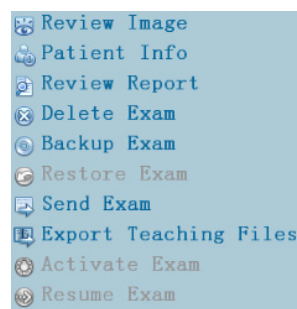 Review Image
Patient Info
Review Report
Delete Exam
Backup Exam
Restore Exam
Send Exam
Export Teaching Files
Activate Exam
Resume Exam